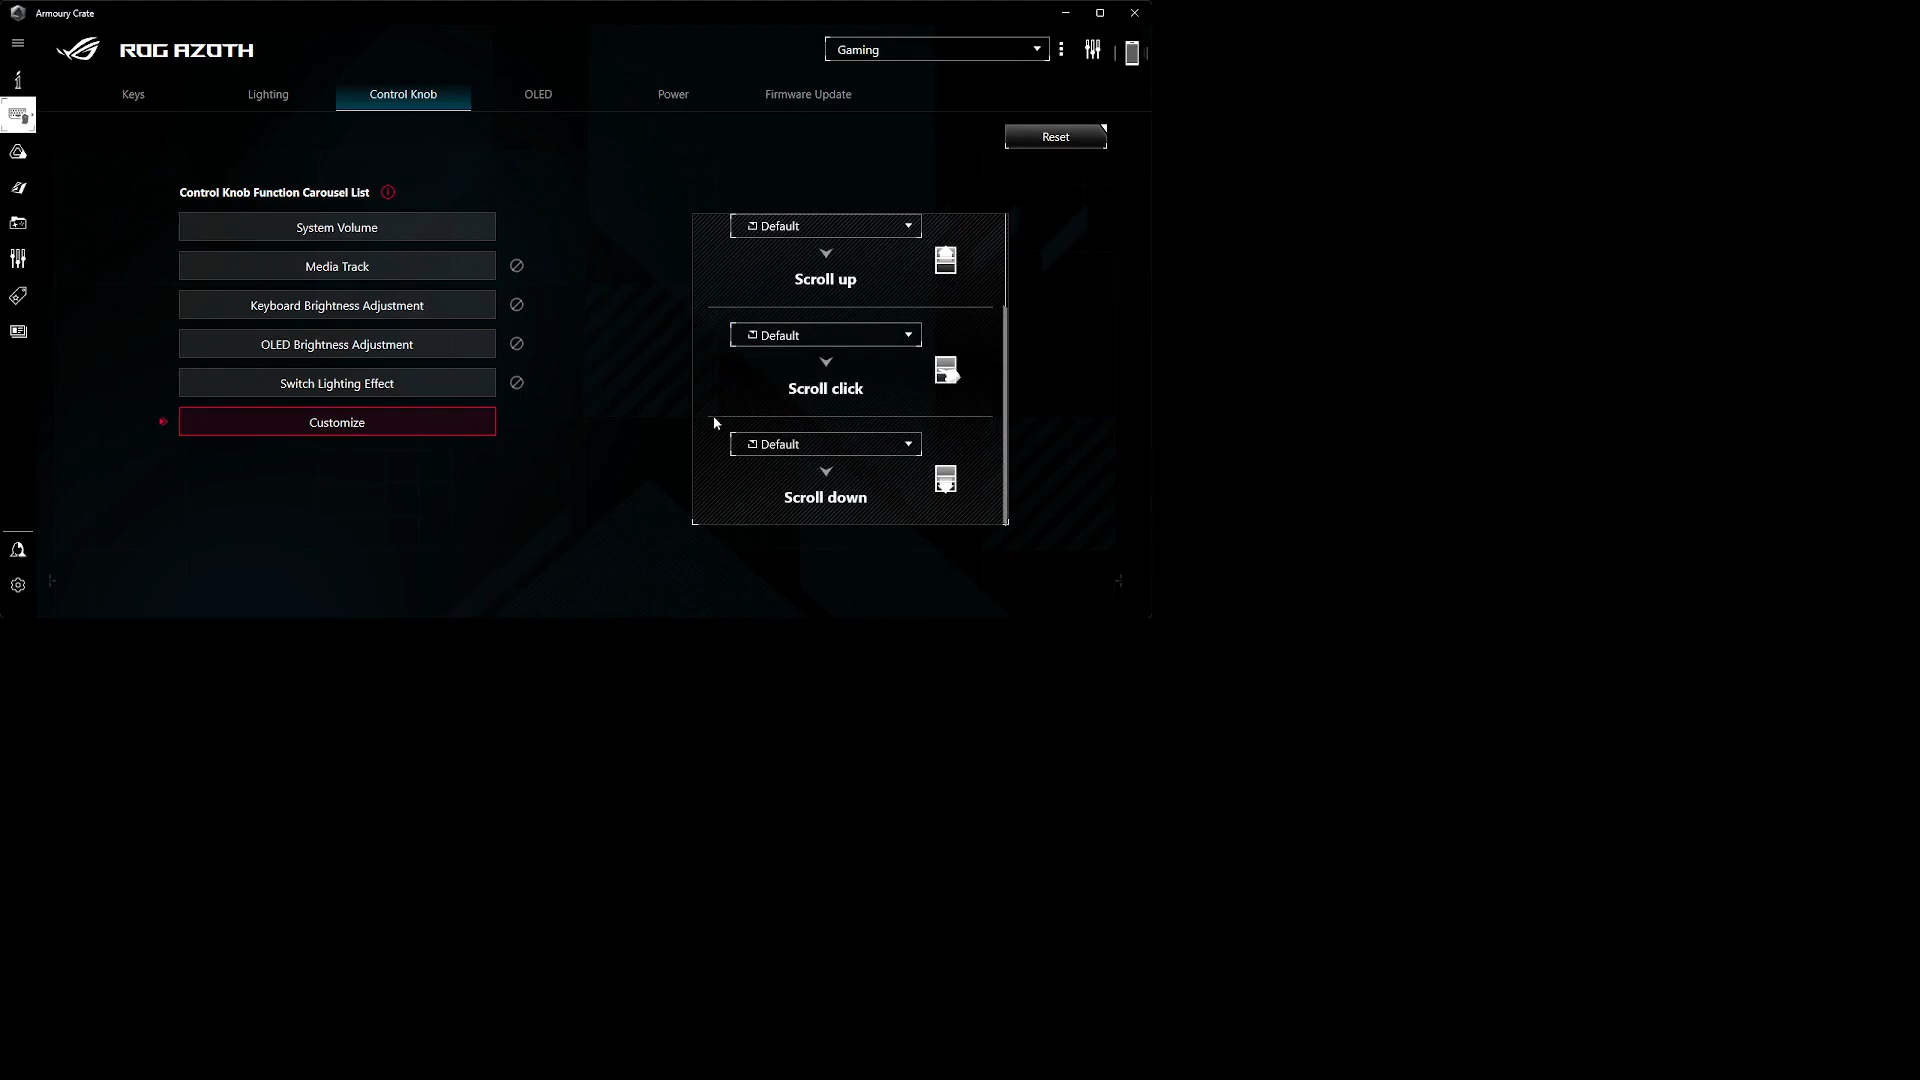 Armoury Crate
ROG AZOTH
Gaming
Keys
Lighting
Control Knob
OLED
Power
Firmware Update
Reset
Control Knob Function Carousel List
System Volume
Media Track
Keyboard Brightness Adjustment
OLED Brightness Adjustment
Switch Lighting Effect
Customize
Default
Scroll up
Default
Scroll click
Default
Scroll down